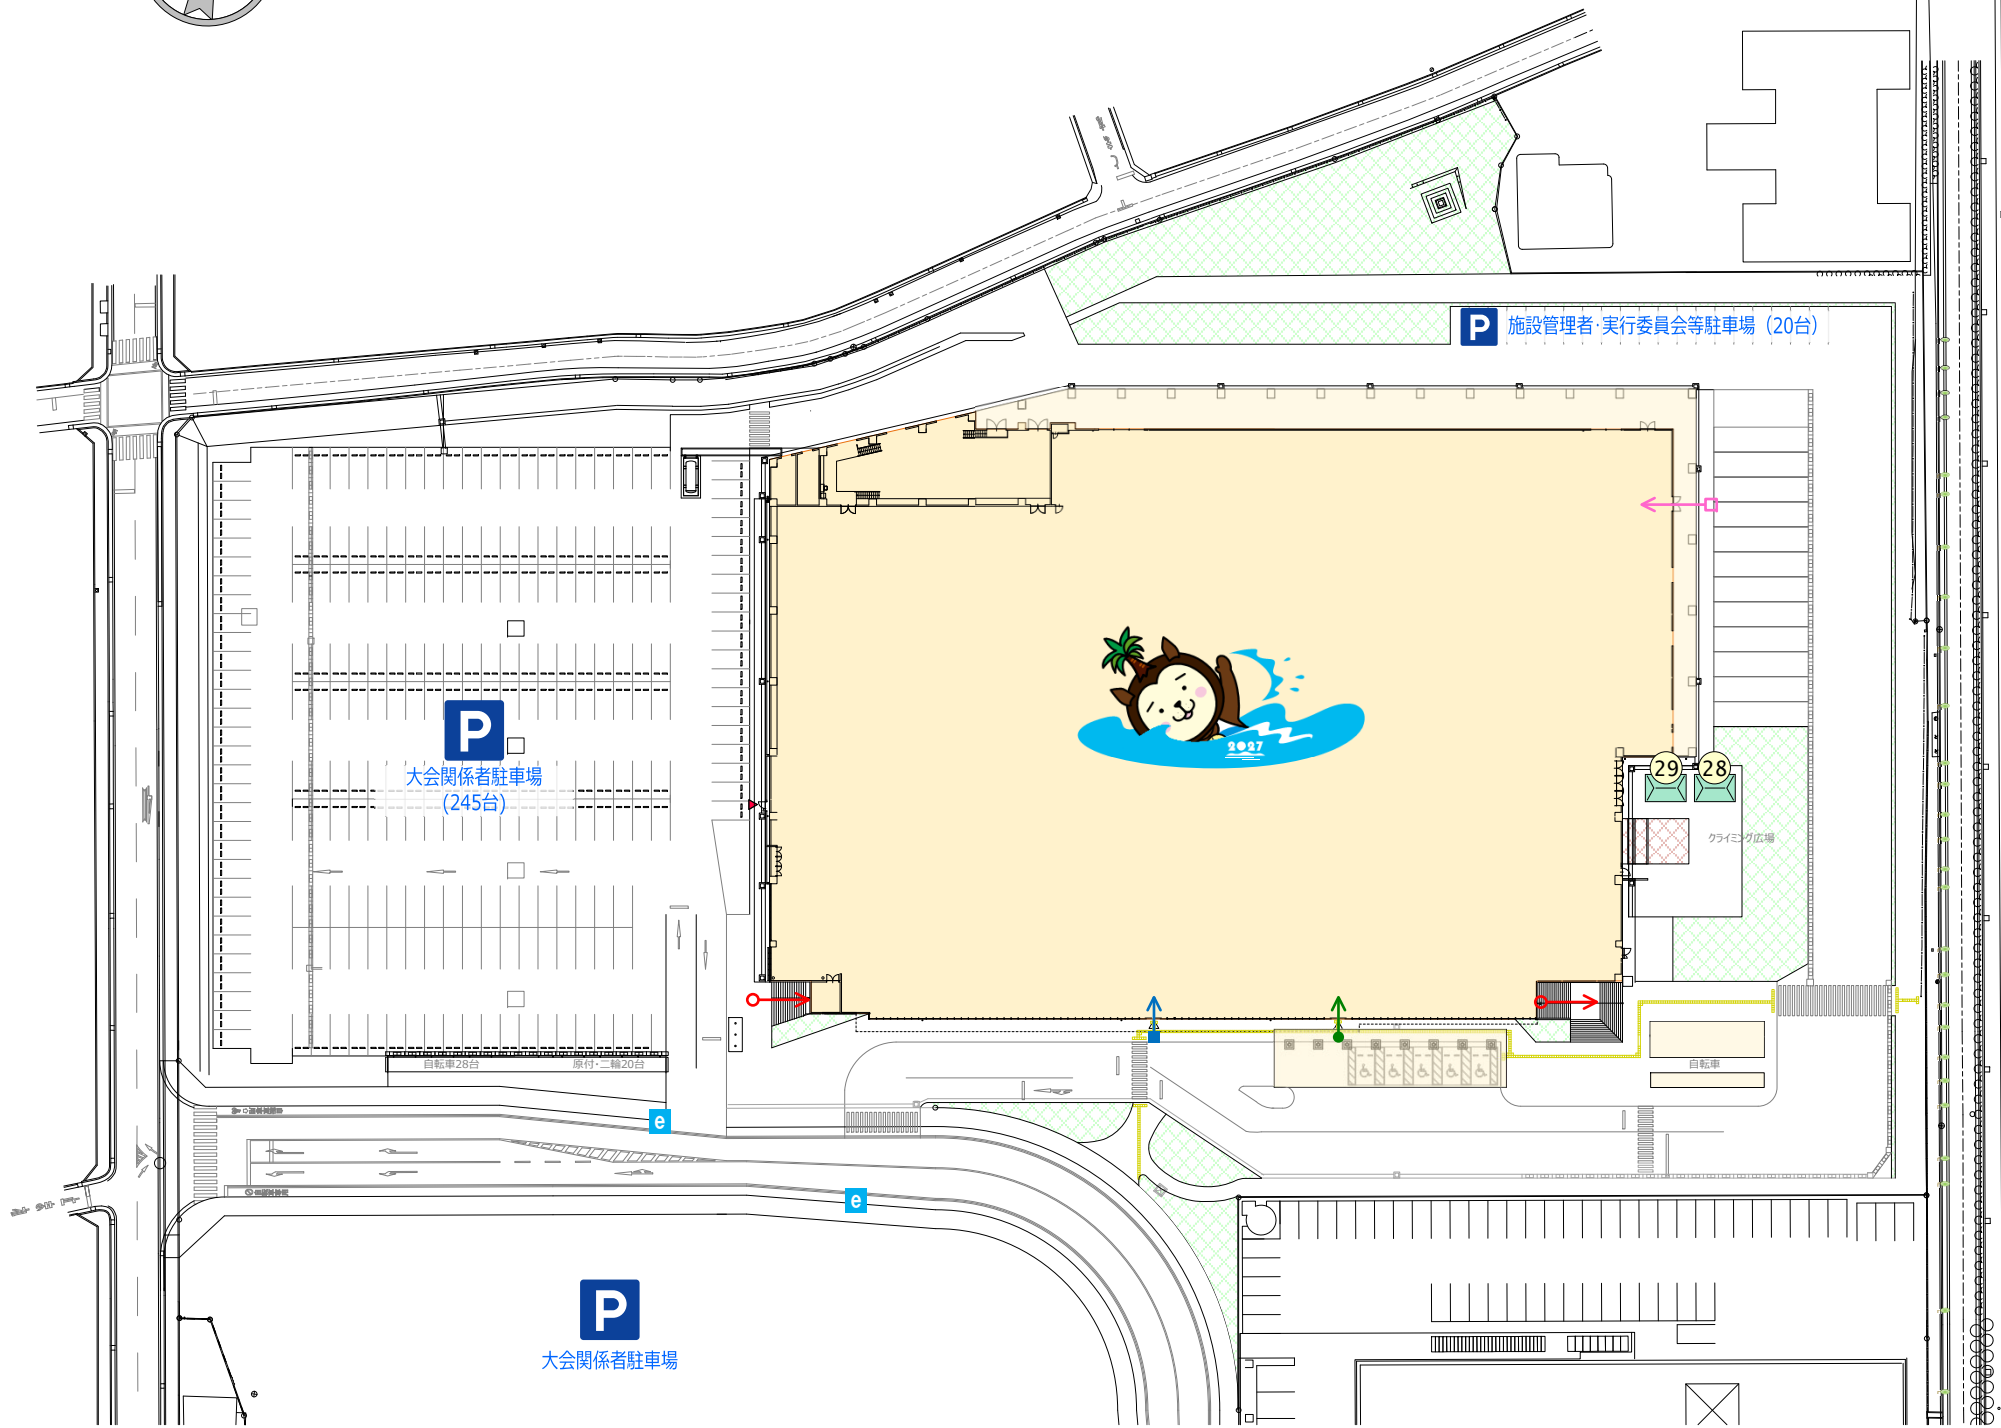 P 施設管理者・実行委員会等駐車場（20台）
P
大会関係者駐車場
(245台)
2027
29 28
クライミング広場
自転車28台 原付・二輪20台
自転車
e
e
P
大会関係者駐車場